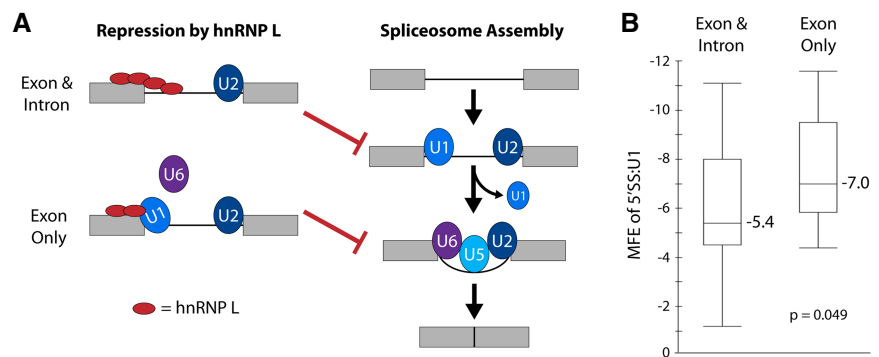 A
Repression by hnRNP L
Spliceosome Assembly
Exon &
Intron
U2
U1
U2
U1
U6
Exon
Only
U1
U2
U6
U5
U2
= hnRNP L
B
Exon &
Intron
Exon
Only
MFE of 5'SS:U1
-12
-10
-8
-6
-4
-2
0
-5.4
-7.0
p = 0.049